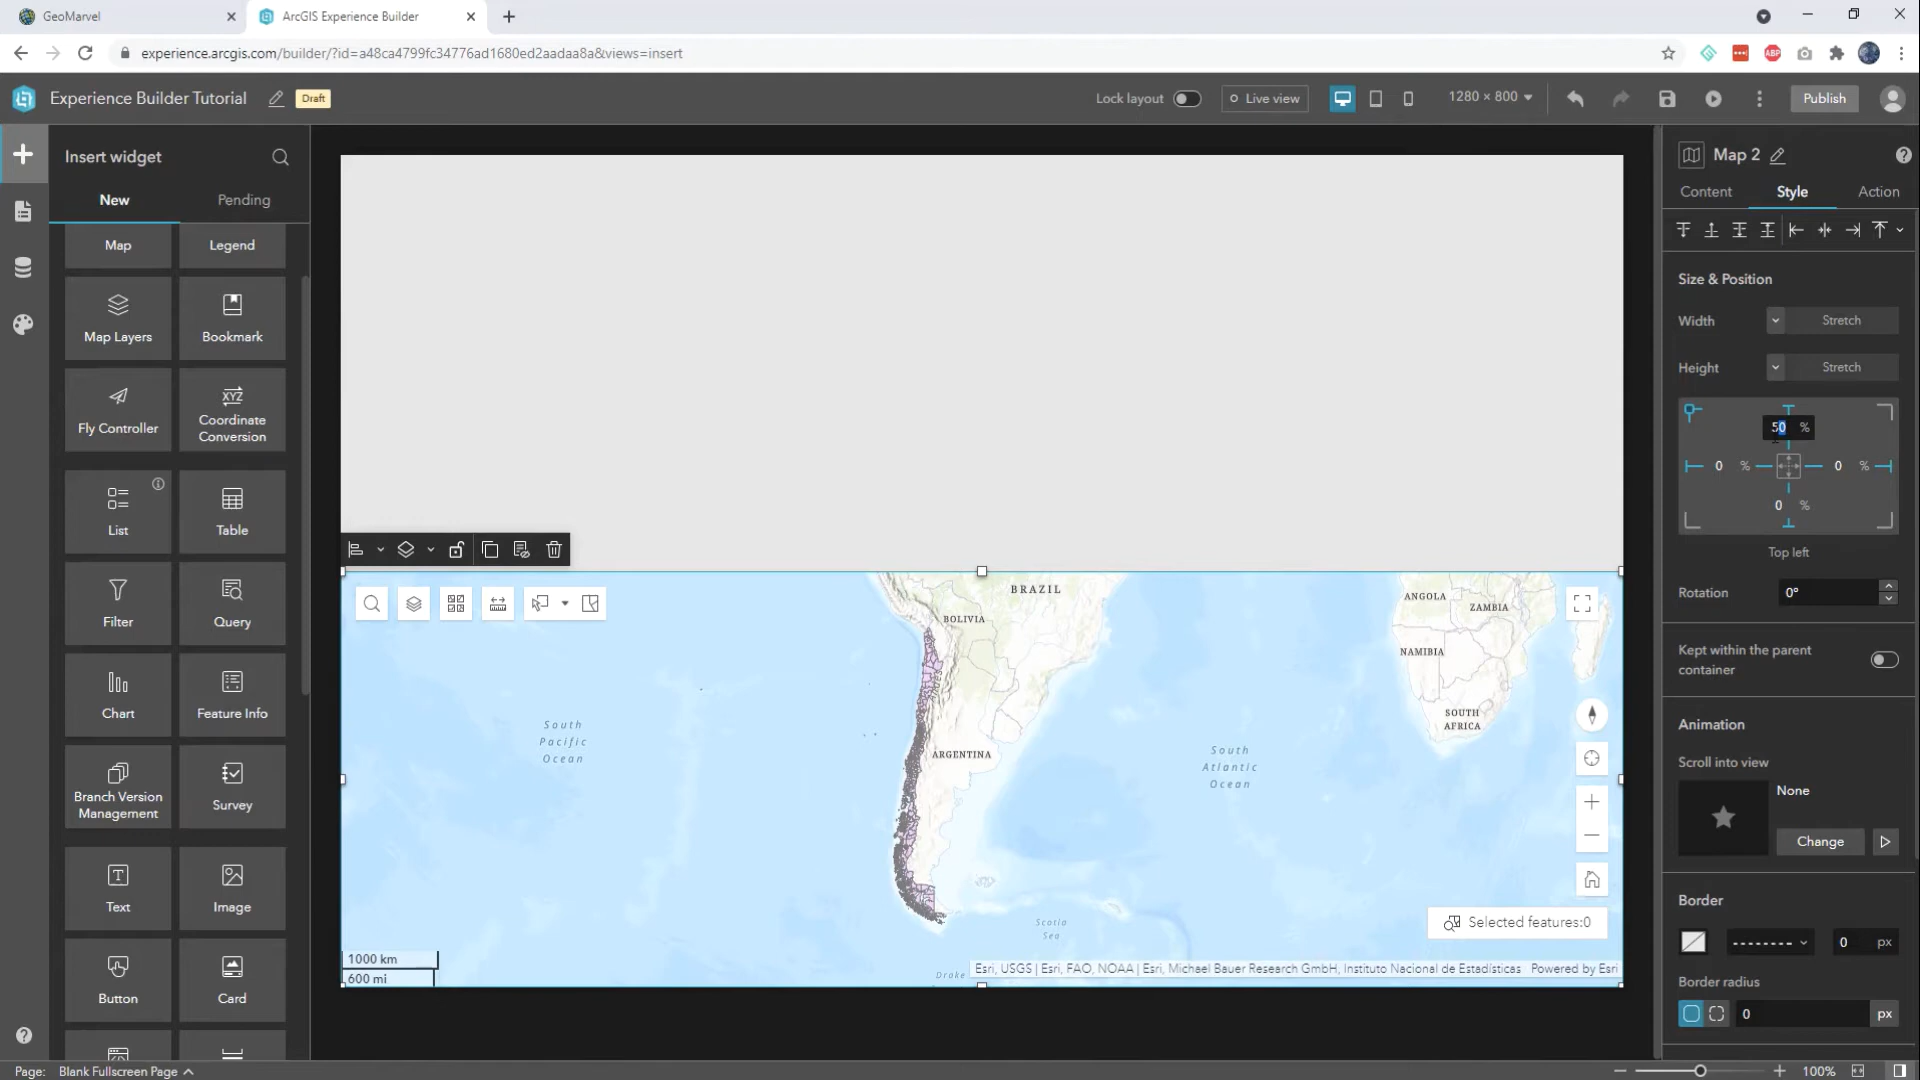 GeoMarvel
ArcGIS Experience Builder
experience.arcgis.com/builder/?id=a48ca4799fc34776ad1680ed2aadaa8a&views=insert
ABP
Experience Builder Tutorial
Draft
Lock layout
Live view
1280 × 800
Publish
Insert widget
New
Pending
Map
Legend
Map Layers
Bookmark
Fly Controller
XYZ
Coordinate
Conversion
List
Table
Filter
Query
Chart
Feature Info
Branch Version
Management
Survey
Text
Image
Button
Card
BRAZIL
BOLIVIA
ARGENTINA
South
Pacific
Ocean
South
Atlantic
Ocean
Scotia
Sea
Drake
ANGOLA
ZAMBIA
NAMIBIA
SOUTH
AFRICA
1000 km
600 mi
Selected features:0
Esri, USGS | Esri, FAO, NOAA | Esri, Michael Bauer Research GmbH, Instituto Nacional de Estadísticas
Powered by Esri
Map 2
Content
Style
Action
Size & Position
Width
Stretch
Height
Stretch
50 %
0 %
0 %
0 %
Top left
Rotation
0°
Kept within the parent
container
Animation
Scroll into view
None
Change
Border
0 px
Border radius
0
px
Page:
Blank Fullscreen Page
100%